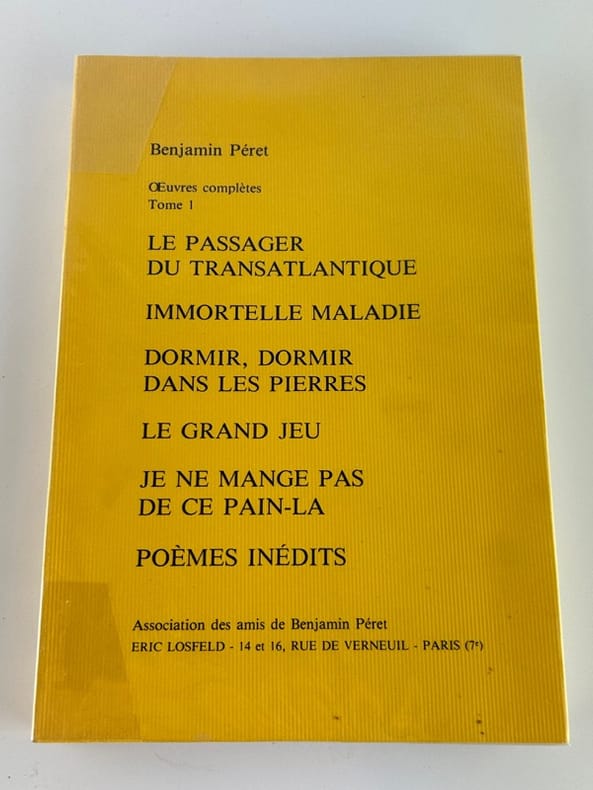 Benjamin Péret
Œuvres complètes
Tome 1
LE PASSAGER
DU TRANSATLANTIQUE
IMMORTELLE MALADIE
DORMIR, DORMIR
DANS LES PIERRES
LE GRAND JEU
JE NE MANGE PAS
DE CE PAIN-LA
POÈMES INÉDITS
Association des amis de Benjamin Péret
ERIC LOSFELD - 14 et 16, RUE DE VERNEUIL - PARIS (7ᵉ)